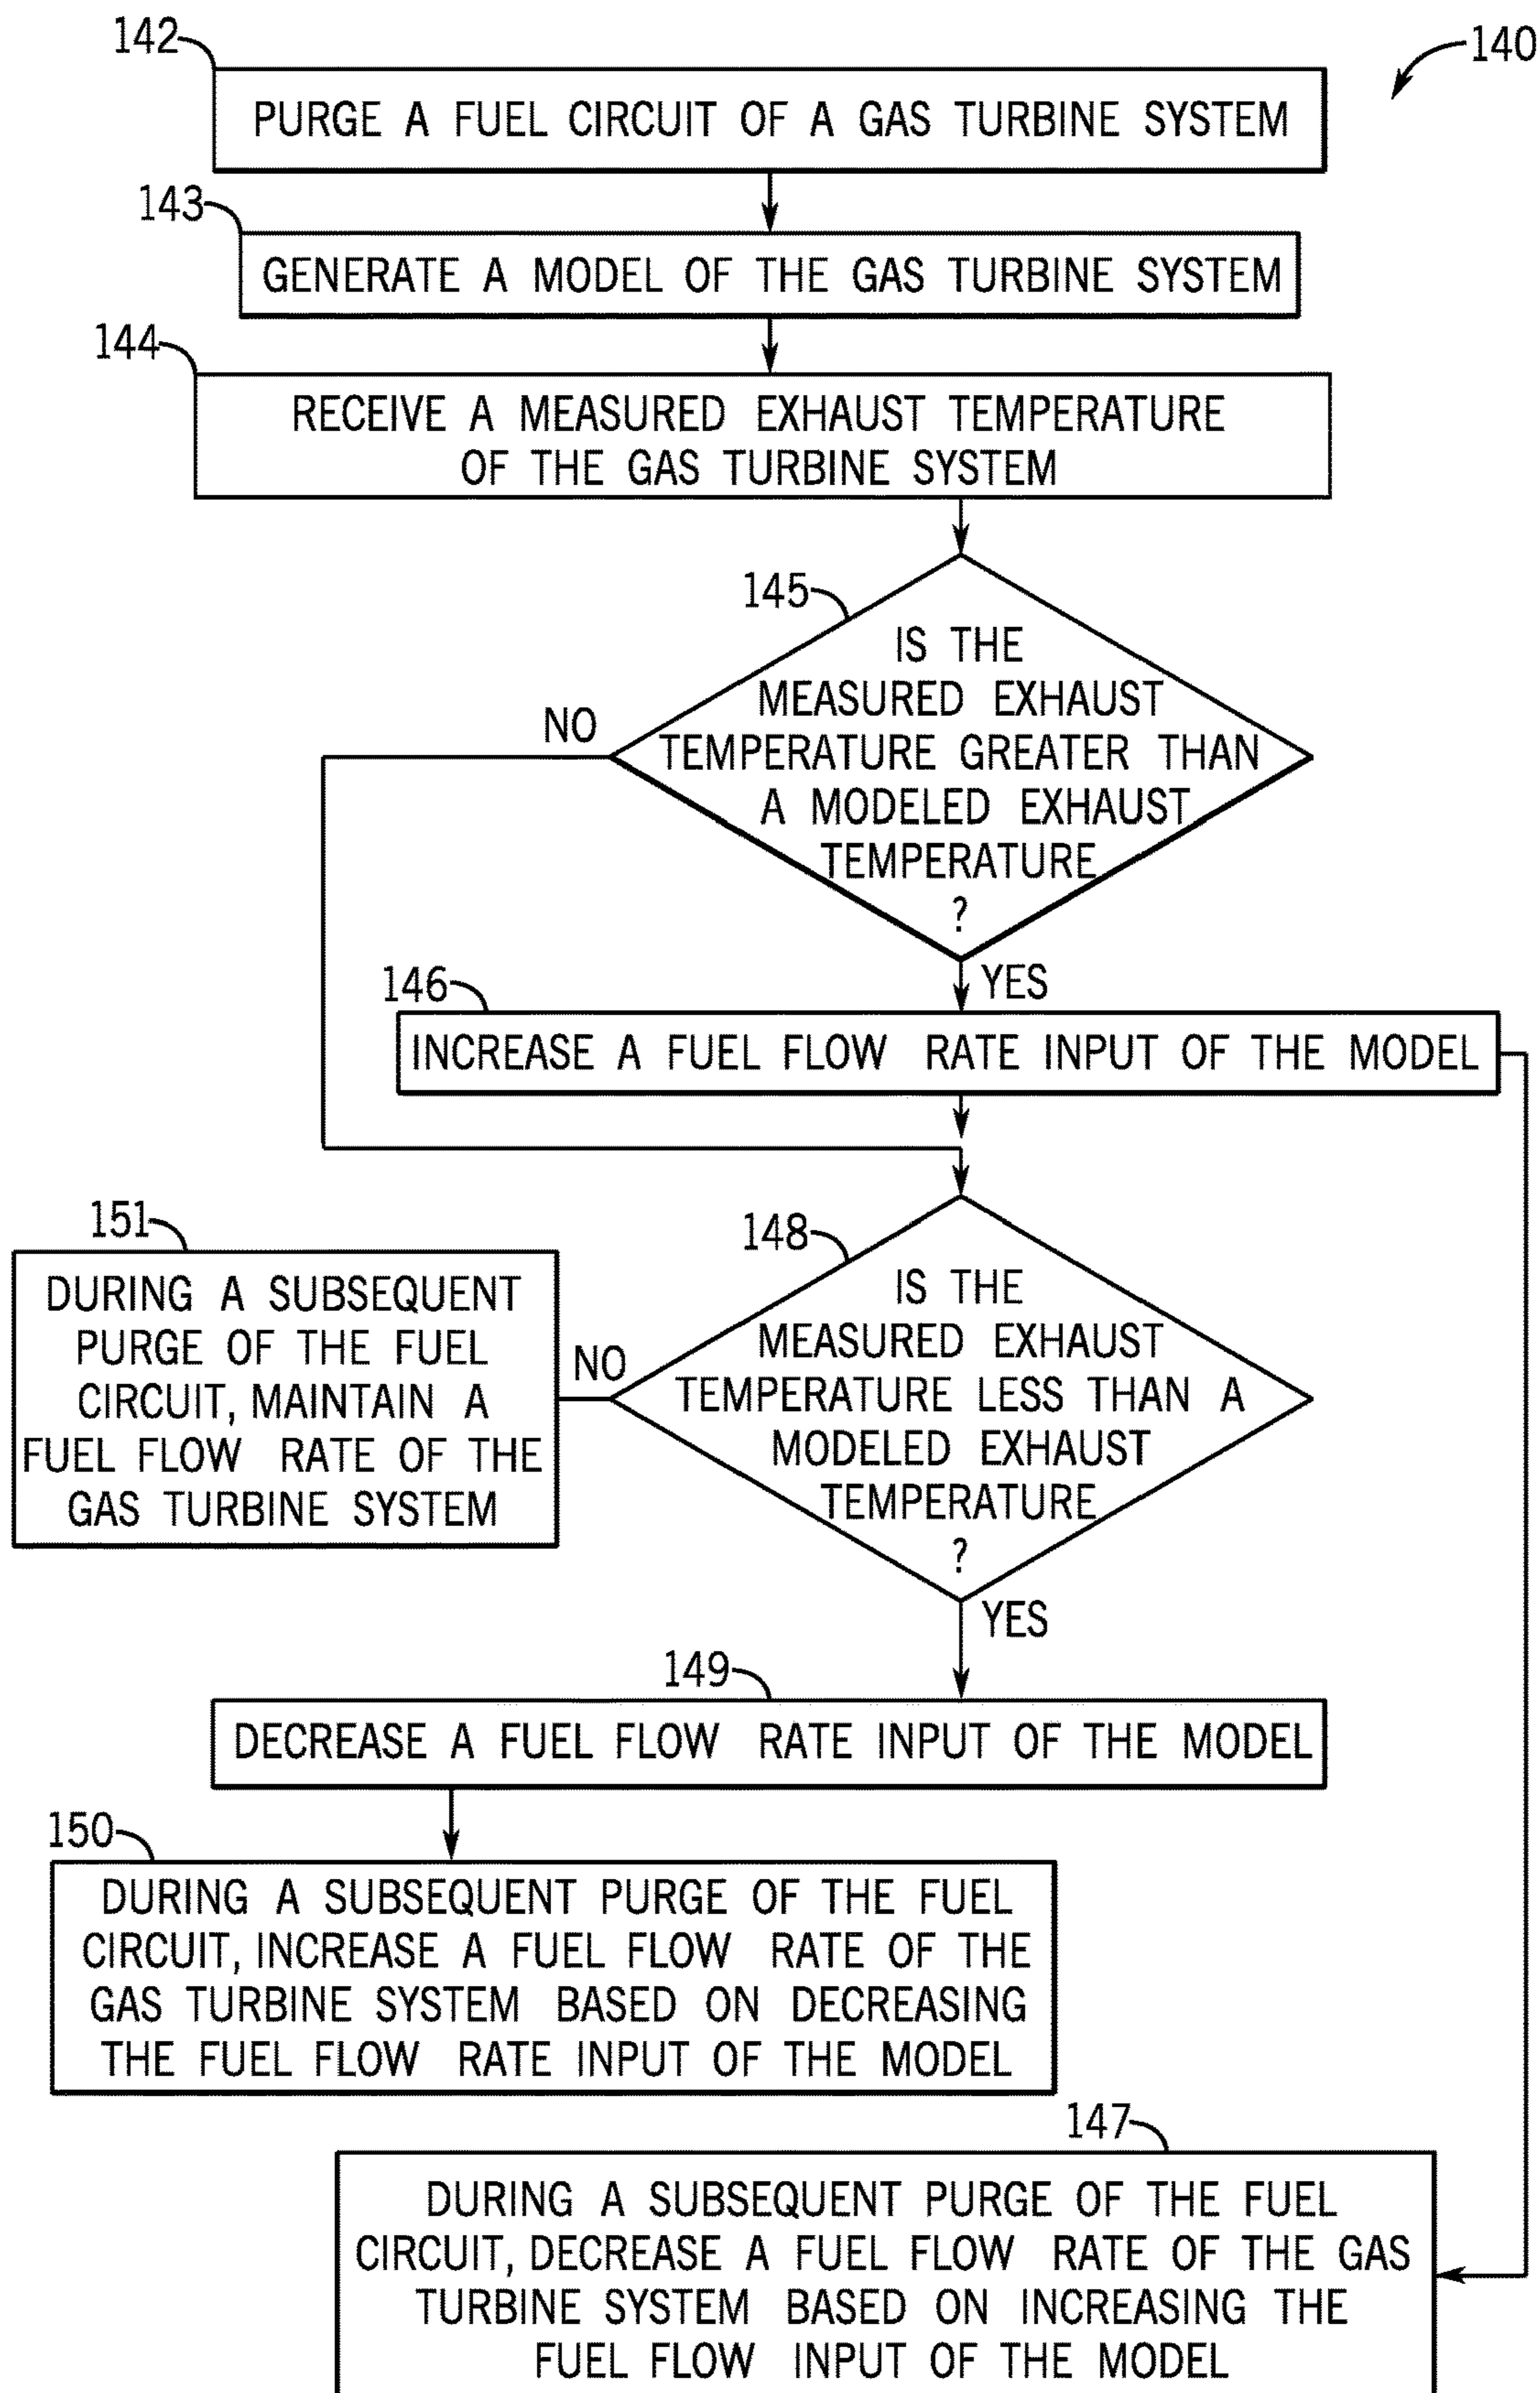 142
140
PURGE A FUEL CIRCUIT OF A GAS TURBINE SYSTEM
143
GENERATE A MODEL OF THE GAS TURBINE SYSTEM
144
RECEIVE A MEASURED EXHAUST TEMPERATURE
OF THE GAS TURBINE SYSTEM
145
IS THE
MEASURED EXHAUST
TEMPERATURE GREATER THAN
A MODELED EXHAUST
TEMPERATURE
?
NO
YES
146
INCREASE A FUEL FLOW RATE INPUT OF THE MODEL
151
DURING A SUBSEQUENT
PURGE OF THE FUEL
CIRCUIT, MAINTAIN A
FUEL FLOW RATE OF THE
GAS TURBINE SYSTEM
148
IS THE
MEASURED EXHAUST
TEMPERATURE LESS THAN A
MODELED EXHAUST
TEMPERATURE
?
NO
YES
149
DECREASE A FUEL FLOW RATE INPUT OF THE MODEL
150
DURING A SUBSEQUENT PURGE OF THE FUEL
CIRCUIT, INCREASE A FUEL FLOW RATE OF THE
GAS TURBINE SYSTEM BASED ON DECREASING
THE FUEL FLOW RATE INPUT OF THE MODEL
147
DURING A SUBSEQUENT PURGE OF THE FUEL
CIRCUIT, DECREASE A FUEL FLOW RATE OF THE GAS
TURBINE SYSTEM BASED ON INCREASING THE
FUEL FLOW INPUT OF THE MODEL